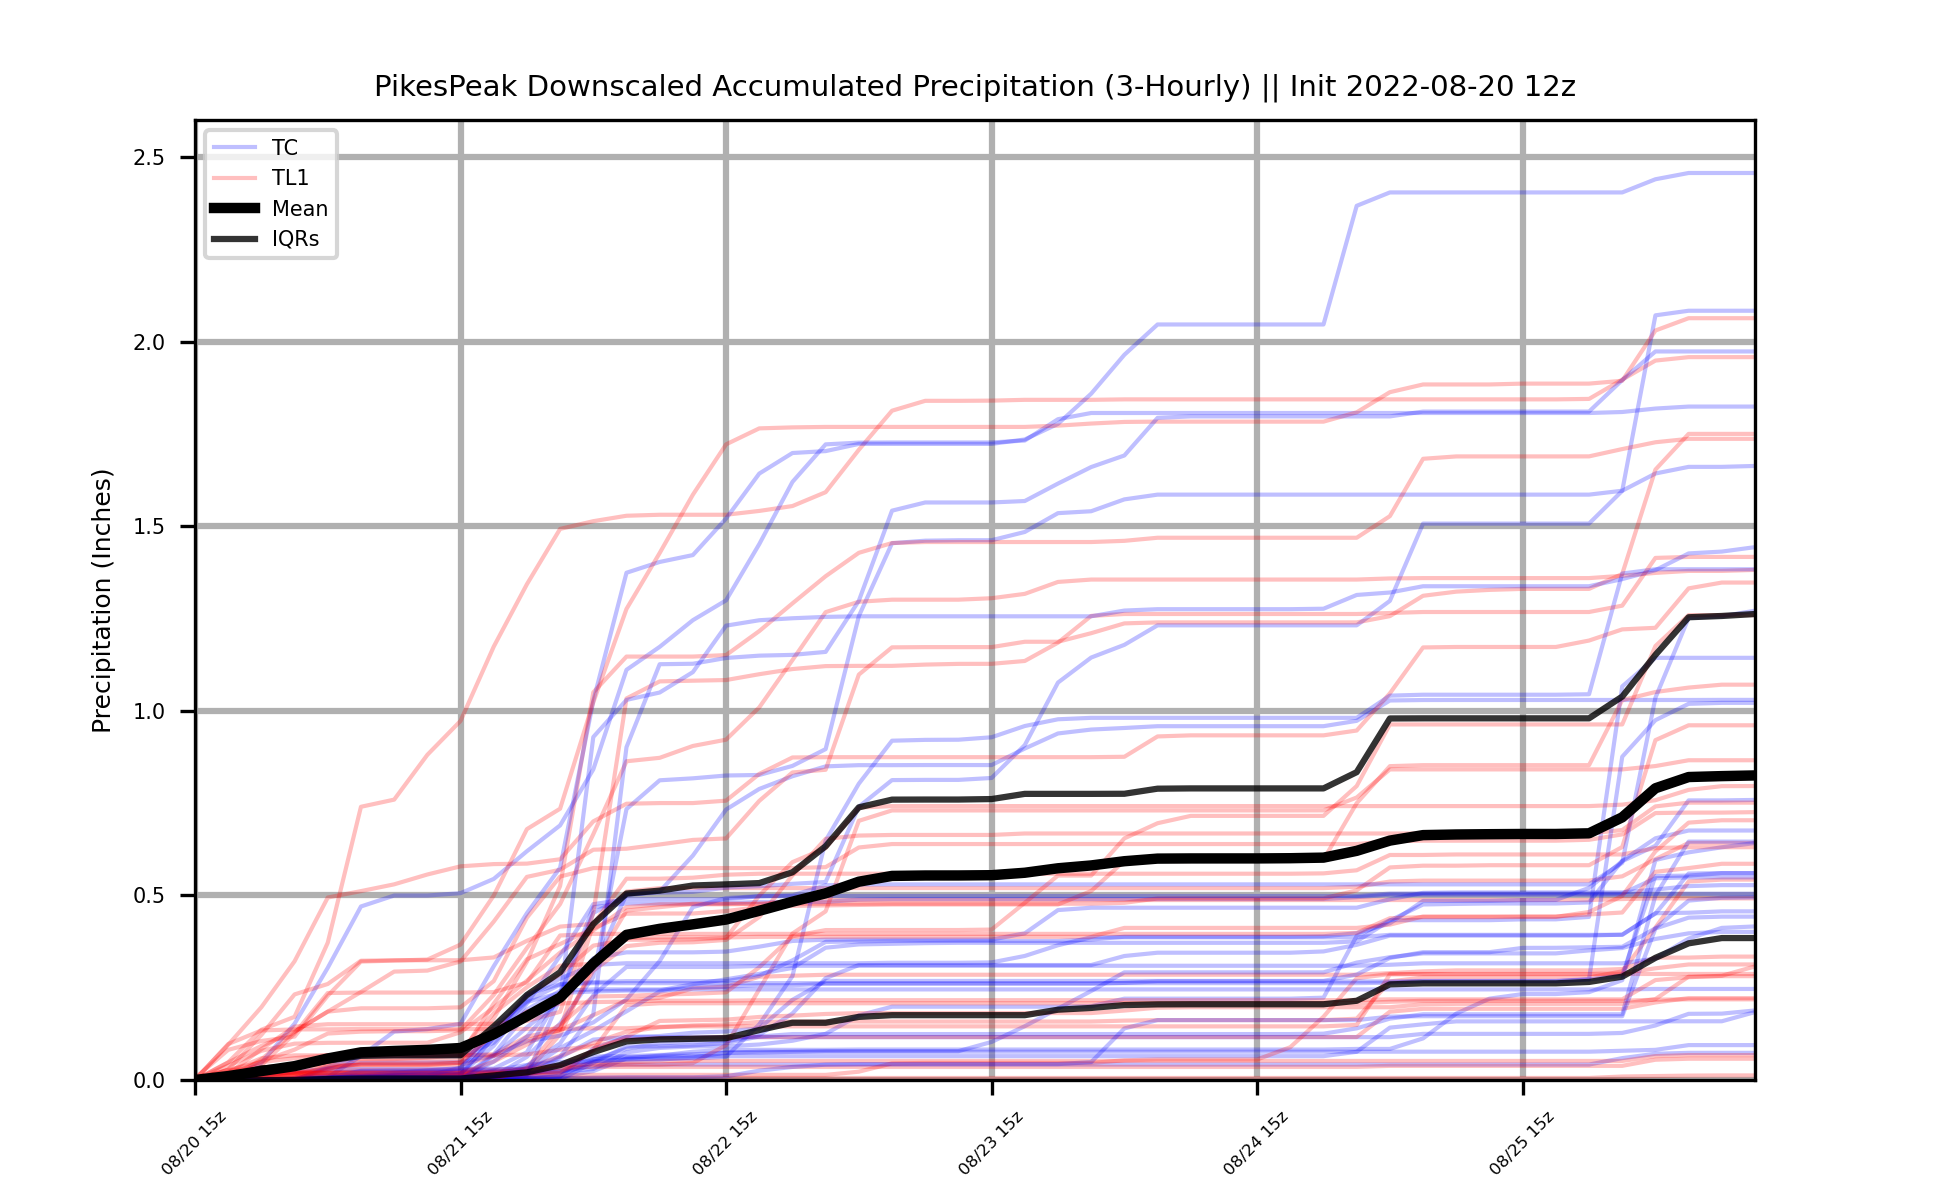 PikesPeak Downscaled Accumulated Precipitation (3-Hourly) || Init 2022-08-20 12z
TC
TL1
Mean
IQRs
Precipitation (Inches)
2.5
2.0
1.5
1.0
0.5
0.0
08/20 15z
08/21 15z
08/22 15z
08/23 15z
08/24 15z
08/25 15z